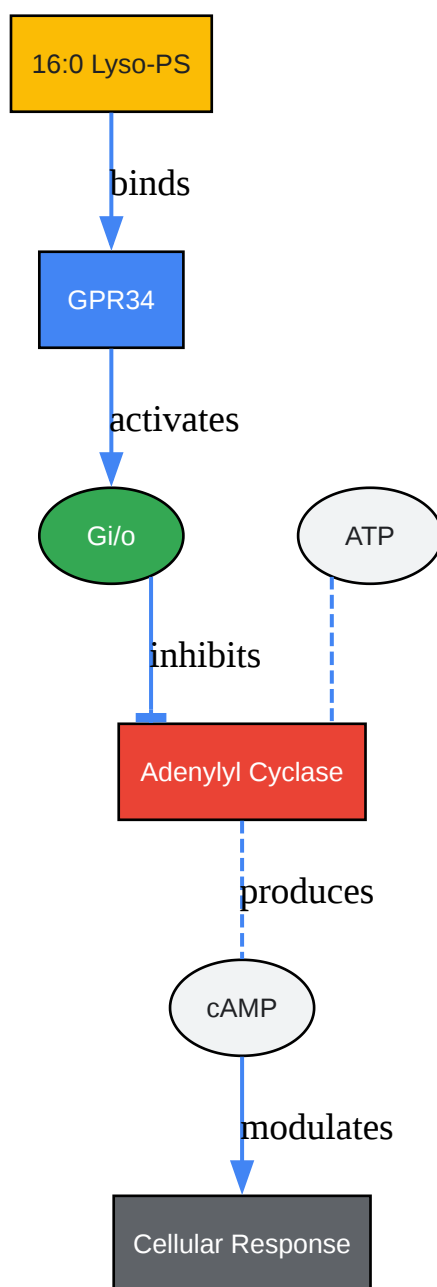 16:0 Lyso-PS
binds
GPR34
activates
Gi/o
ATP
inhibits
Adenylyl Cyclase
produces
cAMP
modulates
Cellular Response